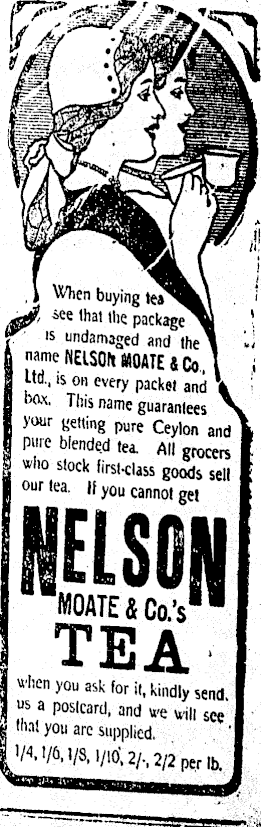 When buying tea
see that the package
is undamaged and the
name NELSON MOATE & Co.,
Ltd., is on every packet and
box. This name guarantees
your getting pure Ceylon and
pure blended tea. All grocers
who stock first-class goods sell
our tea. If you cannot get
NELSON
MOATE & Co.'s
TEA
when you ask for it, kindly send
us a postcard, and we will see
that you are supplied.
1/4, 1/6, 1/8, 1/10, 2/-, 2/2 per lb.